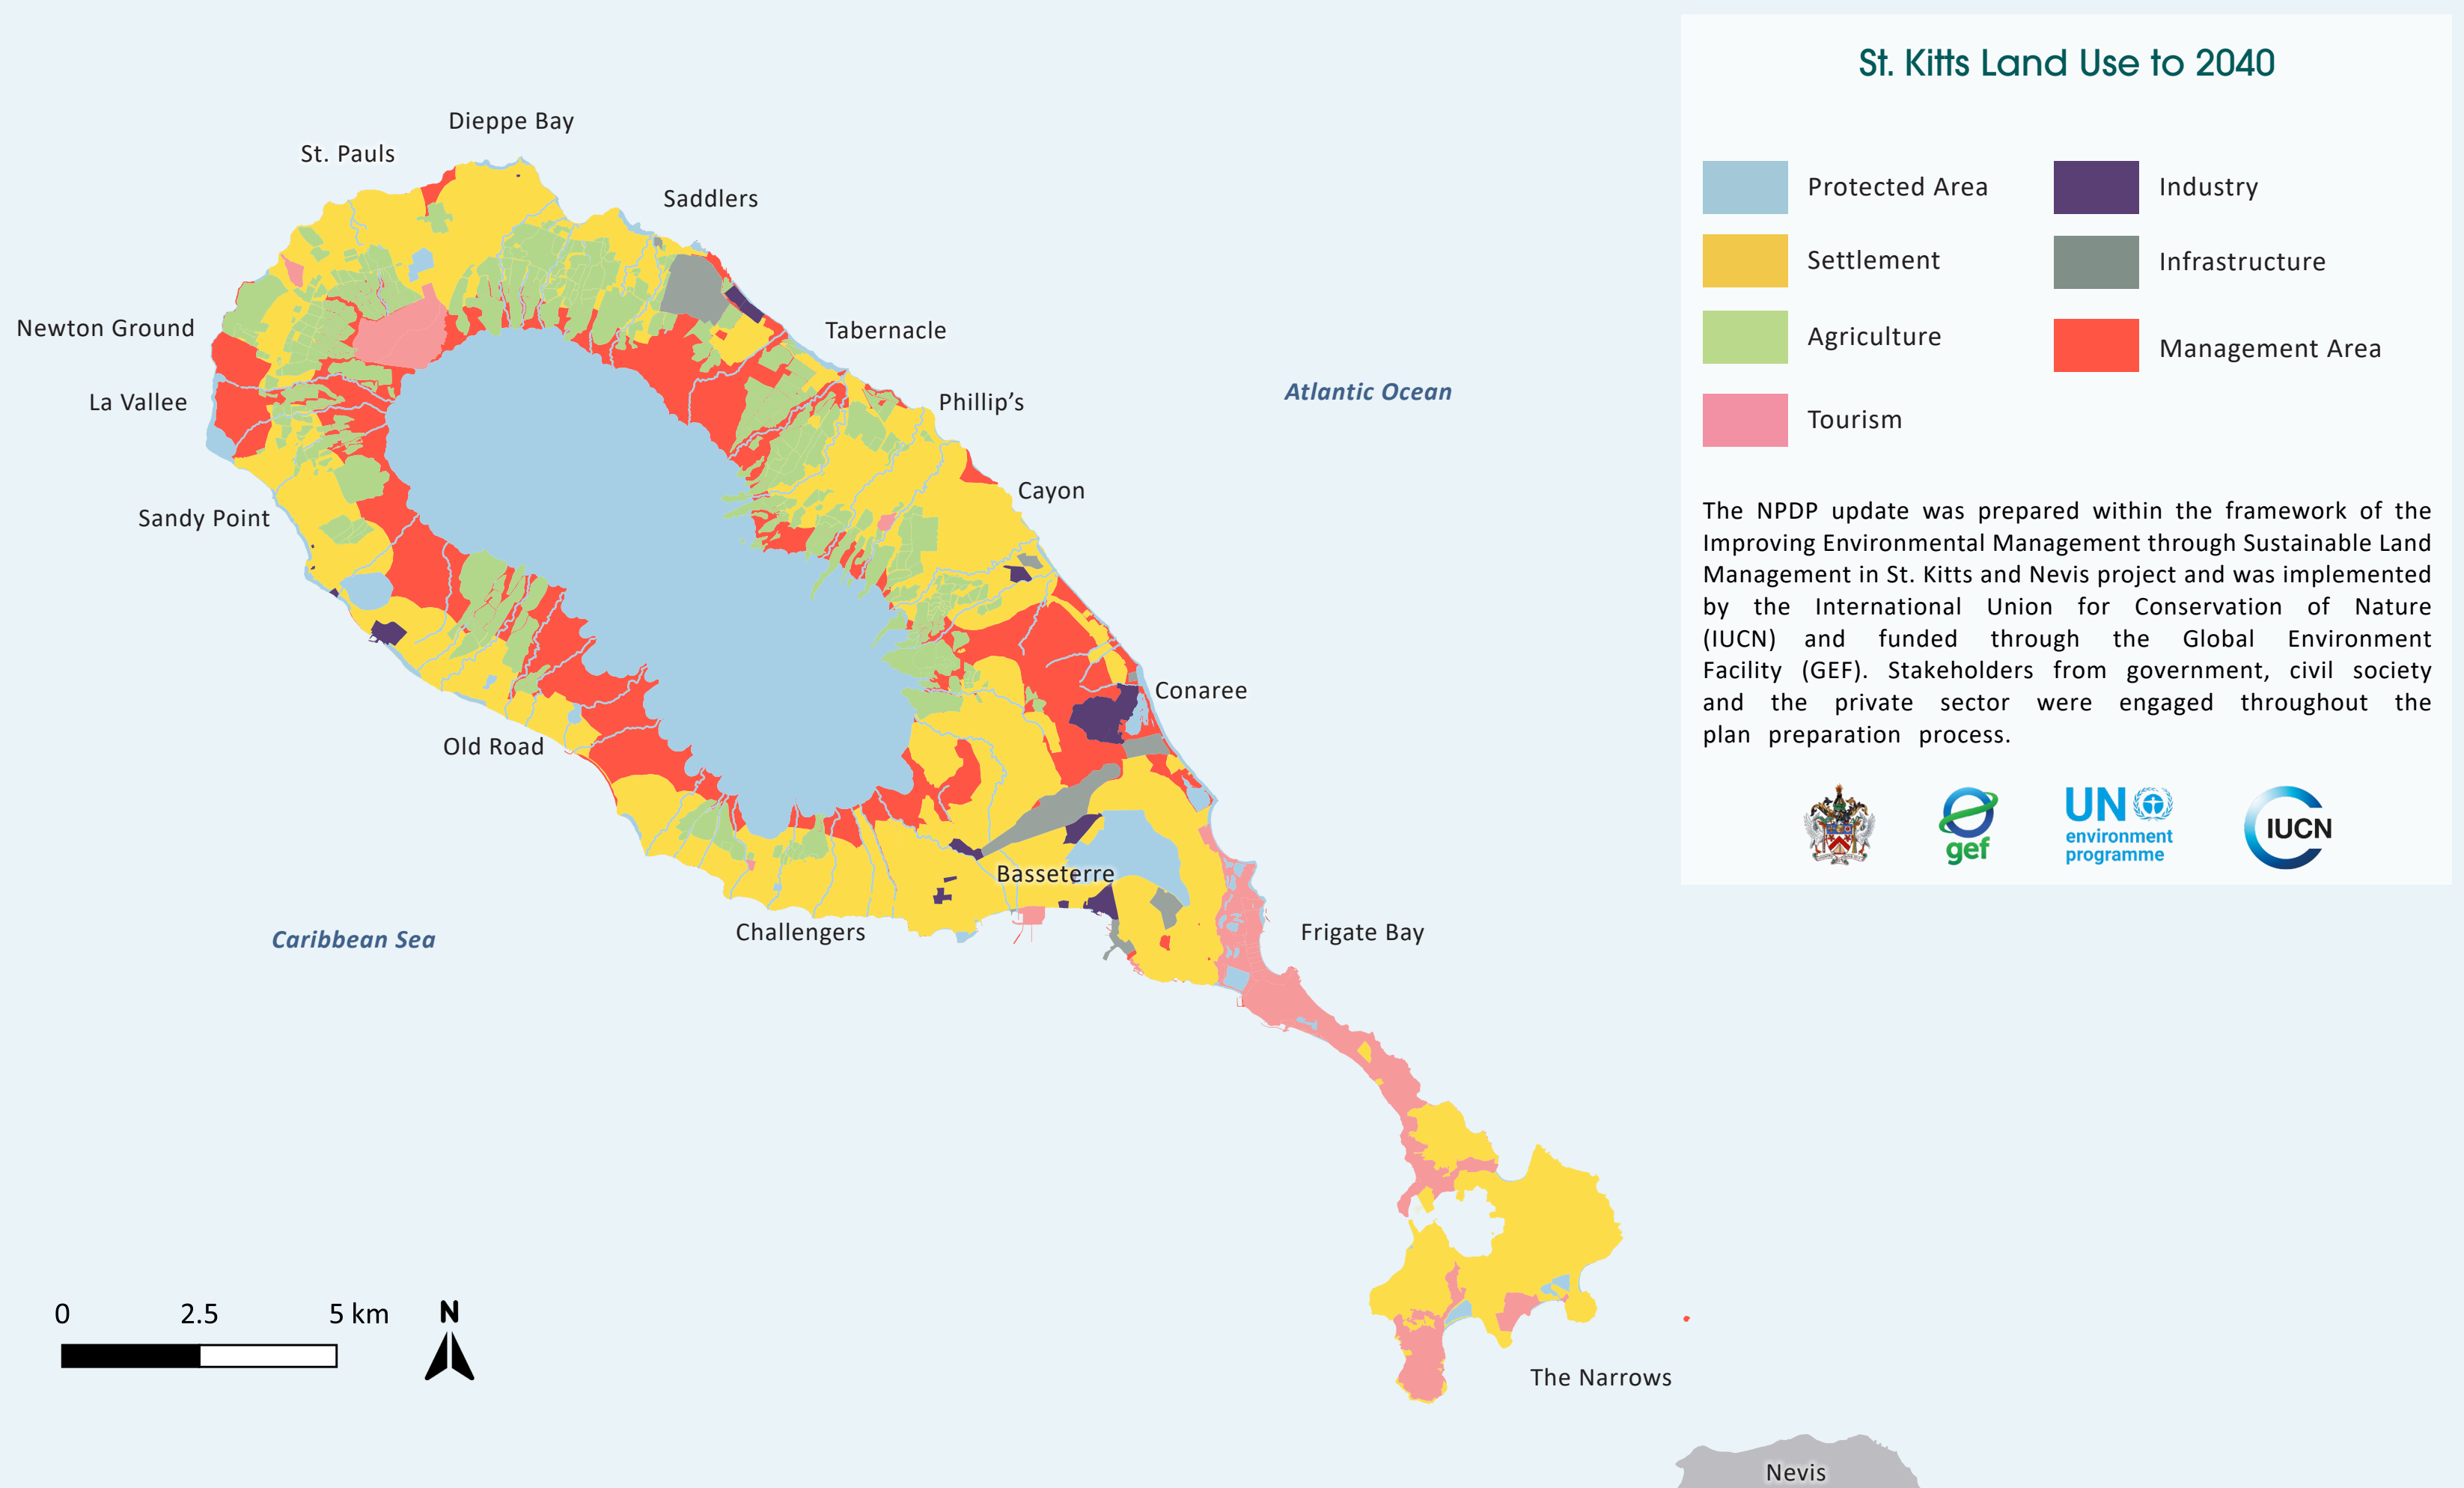 St. Kitts Land Use to 2040
Protected Area
Industry
Settlement
Infrastructure
Agriculture
Management Area
Tourism
The NPDP update was prepared within the framework of the
Improving Environmental Management through Sustainable Land
Management in St. Kitts and Nevis project and was implemented
by the International Union for Conservation of Nature
(IUCN) and funded through the Global Environment
Facility (GEF). Stakeholders from government, civil society
and the private sector were engaged throughout the
plan preparation process.
gef
UN
environment
programme
IUCN
Dieppe Bay
St. Pauls
Saddlers
Newton Ground
Tabernacle
La Vallee
Phillip’s
Atlantic Ocean
Cayon
Sandy Point
Conaree
Old Road
Basseterre
Challengers
Frigate Bay
Caribbean Sea
0 2.5 5 km
N
The Narrows
Nevis